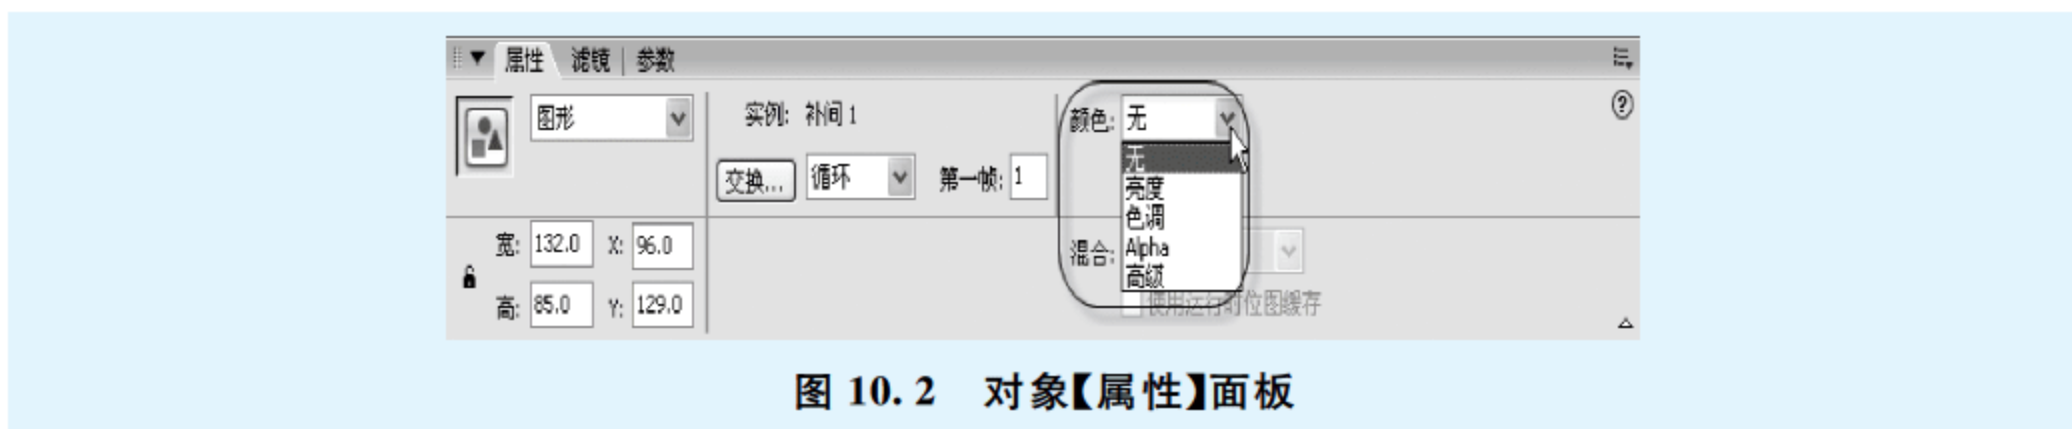 属性 滤镜 参数
图形 实例: 补间 1 颜色: 无
无
交换... 循环 第一帧: 1
亮度
色调
宽: 132.0 X: 96.0 混合: Alpha
高级
高: 85.0 Y: 129.0 使用运行时位图缓存
图 10. 2 对象【属性】面板